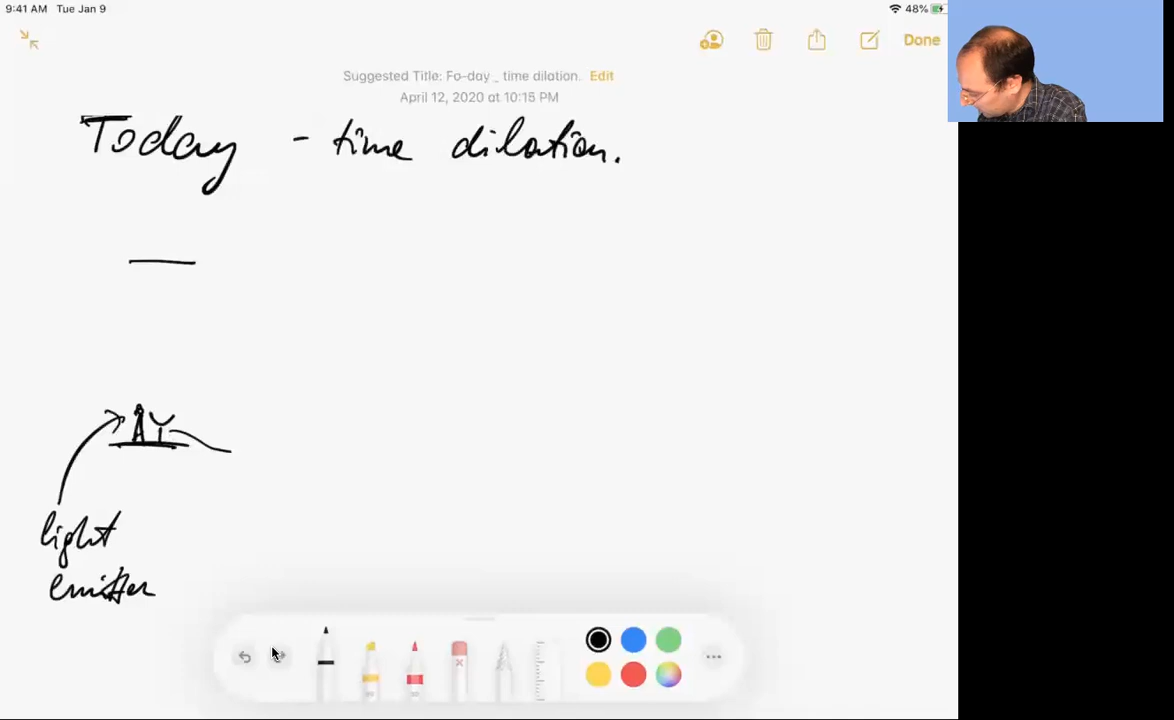 9:41 AM Tue Jan 9
48%
Done
Suggested Title: Fo-day _ time dilation. Edit
April 12, 2020 at 10:15 PM
Today - time dilation.
light
emitter